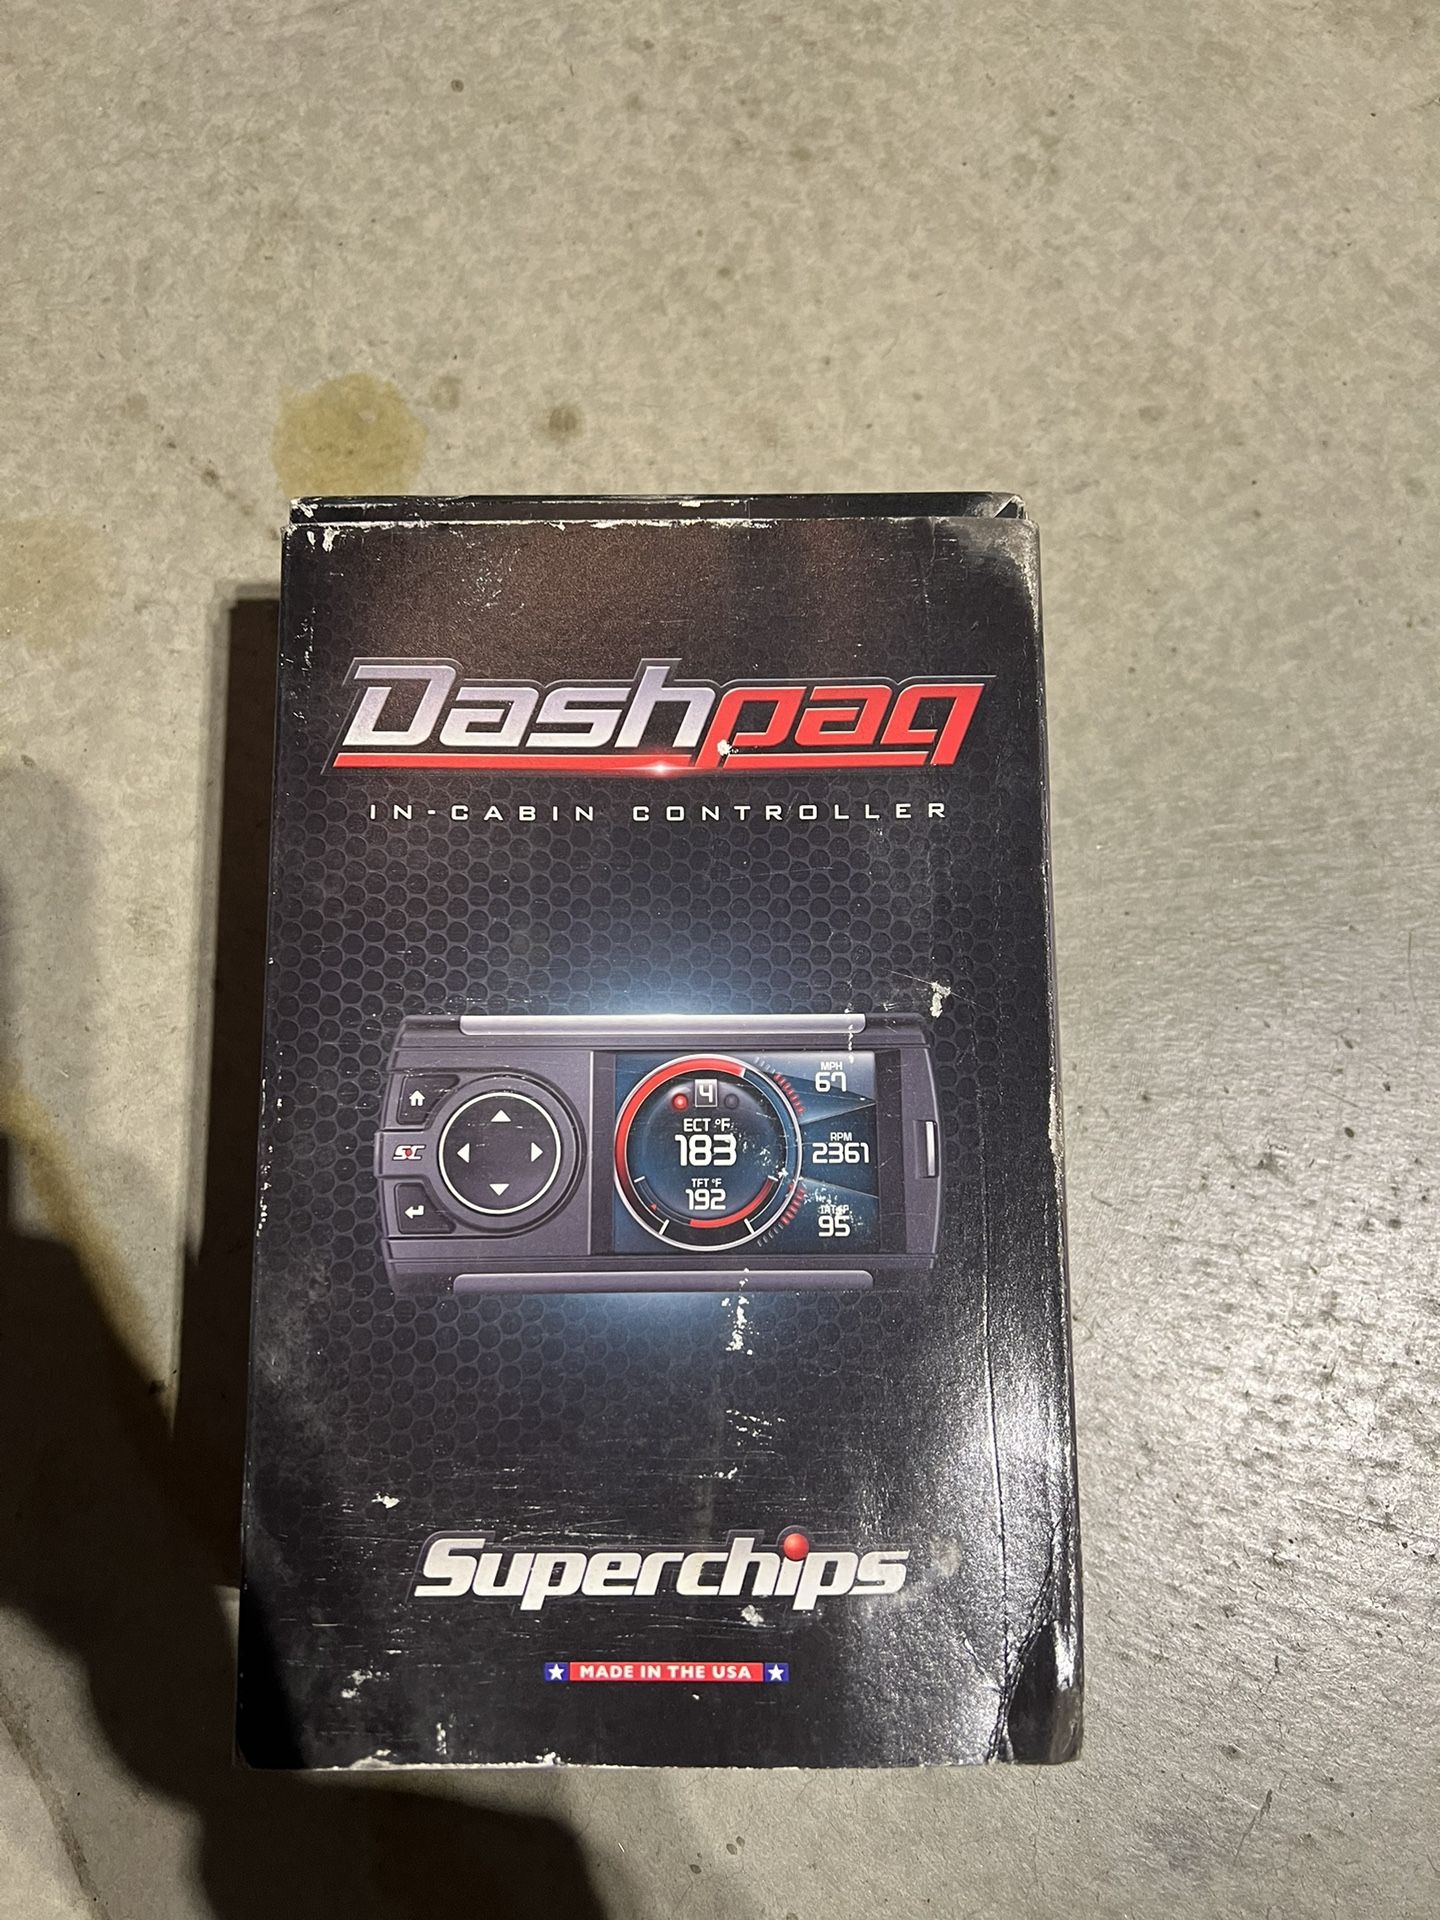 Dashpaq
IN-CABIN CONTROLLER
4
ECT °F
183
TFT °F
192
MPH
67
RPM
2361
95
SC
Superchips
MADE IN THE USA